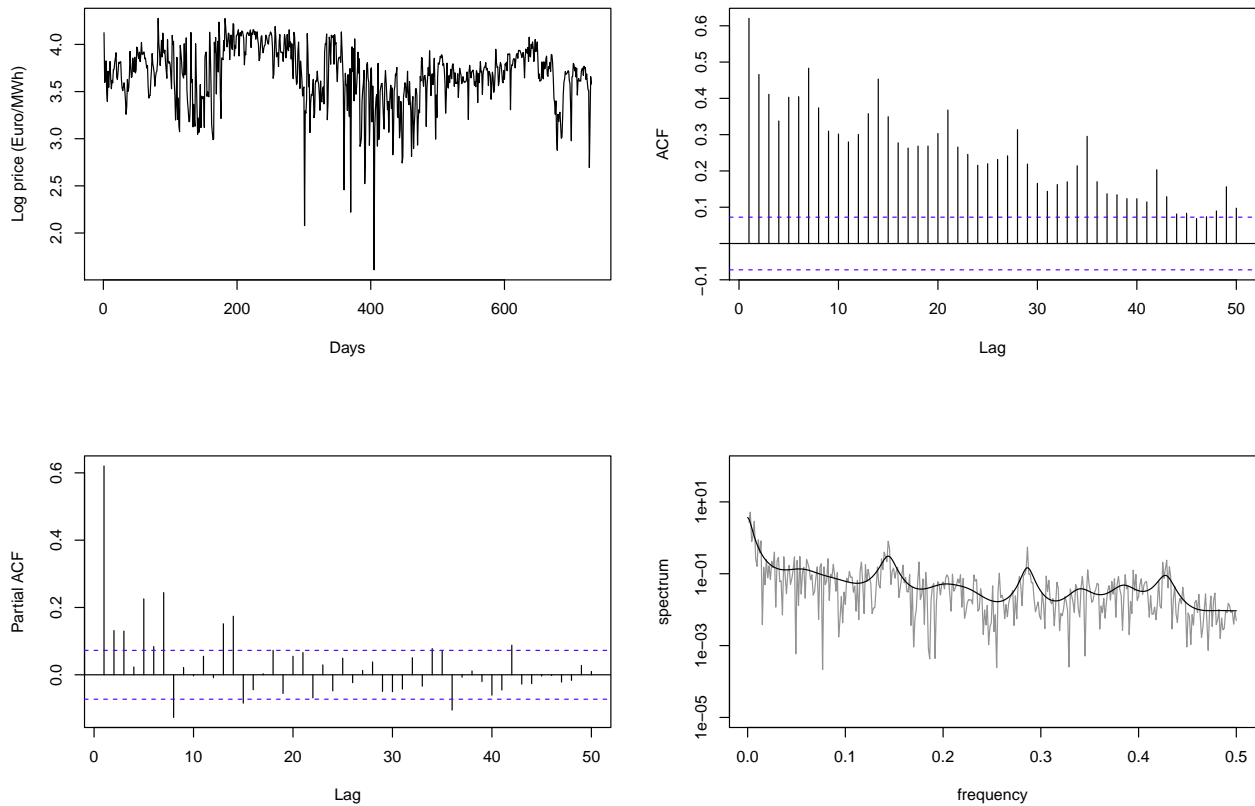 Log price (Euro/MWh)
4.0
3.5
3.0
2.5
2.0
0 200 400 600
Days
ACF
0.6
0.5
0.4
0.3
0.2
0.1
−0.1
0 10 20 30 40 50
Lag
Partial ACF
0.6
0.4
0.2
0.0
0 10 20 30 40 50
Lag
spectrum
1e+01
1e−01
1e−03
1e−05
0.0 0.1 0.2 0.3 0.4 0.5
frequency